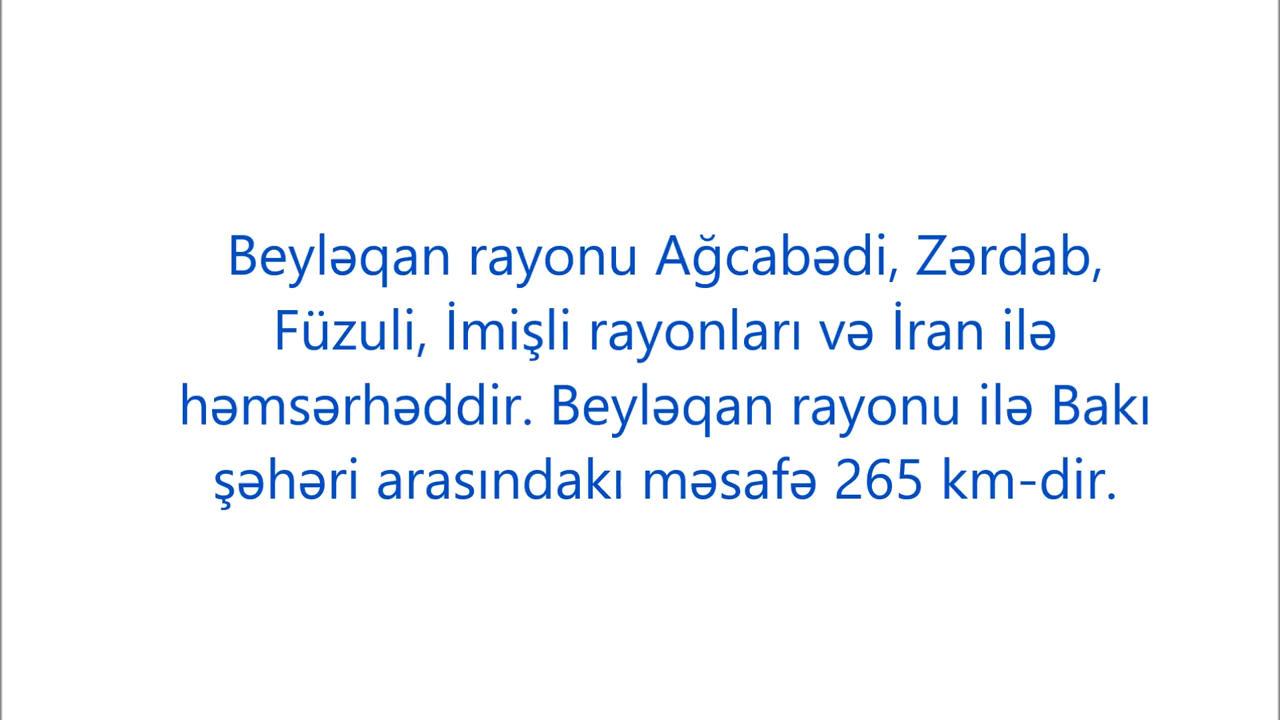 Beyləqan rayonu Ağcabədi, Zərdab,
Füzuli, İmişli rayonları və İran ilə
həmsərhəddir. Beyləqan rayonu ilə Bakı
şəhəri arasındakı məsafə 265 km-dir.